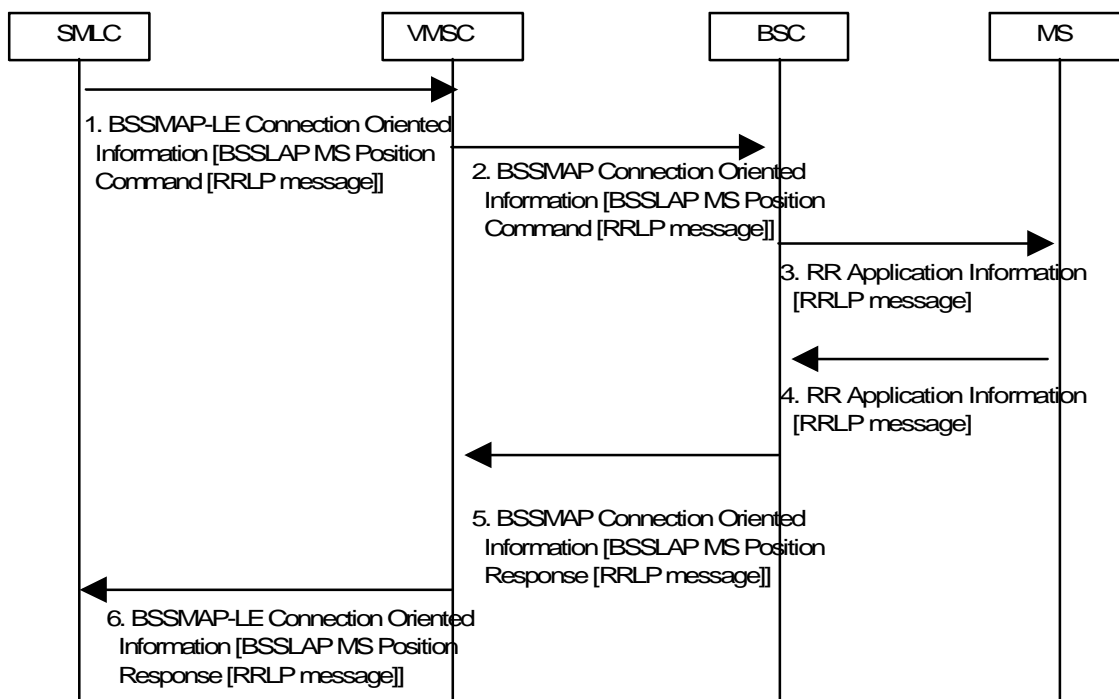 SMLC
VMSC
BSC
MS
1. BSSMAP-LE Connection Oriented
Information [BSSLAP MS Position
Command [RRLP message]]
2. BSSMAP Connection Oriented
Information [BSSLAP MS Position
Command [RRLP message]]
3. RR Application Information
[RRLP message]
4. RR Application Information
[RRLP message]
5. BSSMAP Connection Oriented
Information [BSSLAP MS Position
Response [RRLP message]]
6. BSSMAP-LE Connection Oriented
Information [BSSLAP MS Position
Response [RRLP message]]